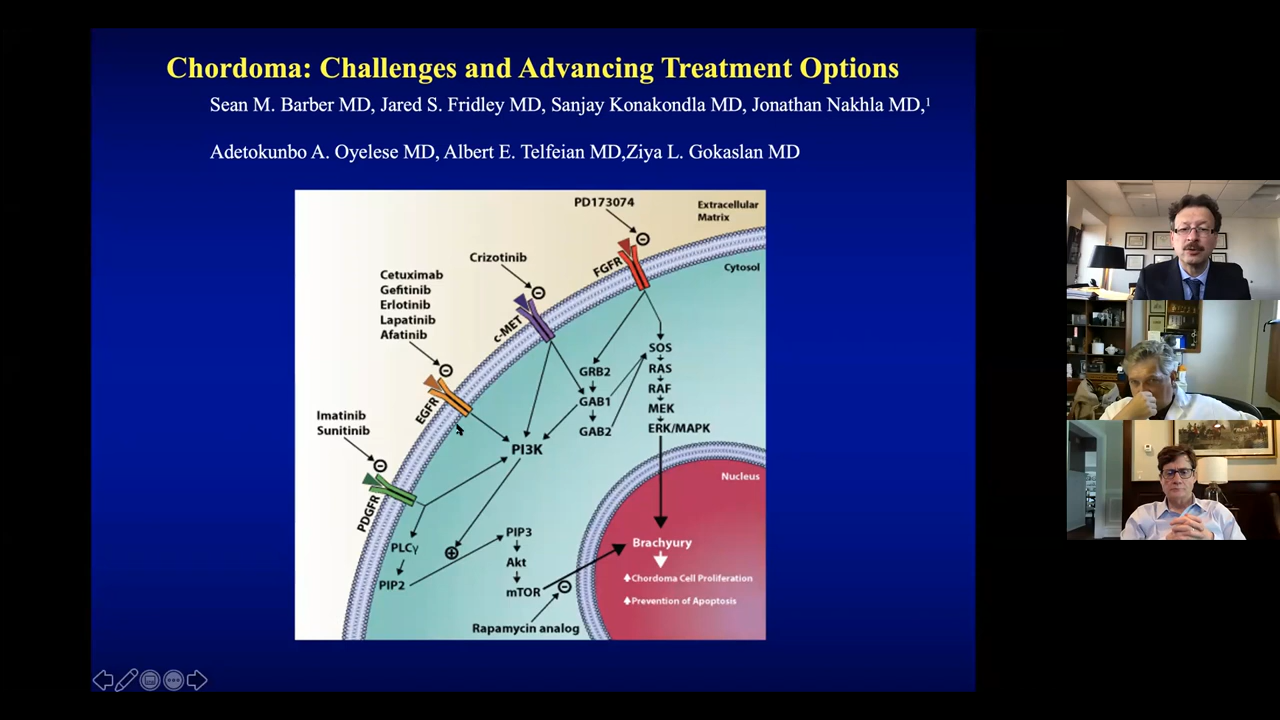 Chordoma: Challenges and Advancing Treatment Options
Sean M. Barber MD, Jared S. Fridley MD, Sanjay Konakondla MD, Jonathan Nakhla MD,¹
Adetokunbo A. Oyelese MD, Albert E. Telfeian MD,Ziya L. Gokaslan MD
PD173074
Extracellular
Matrix
Crizotinib
FGFR
Cytosol
Cetuximab
Gefitinib
Erlotinib
Lapatinib
Afatinib
c-MET
SOS
GRB2
RAS
RAF
EGFR
GAB1
MEK
GAB2
ERK/MAPK
Imatinib
Sunitinib
PI3K
Nucleus
PDGFR
PIP3
PLCγ
Brachyury
Akt
PIP2
Chordoma Cell Proliferation
mTOR
Prevention of Apoptosis
Rapamycin analog